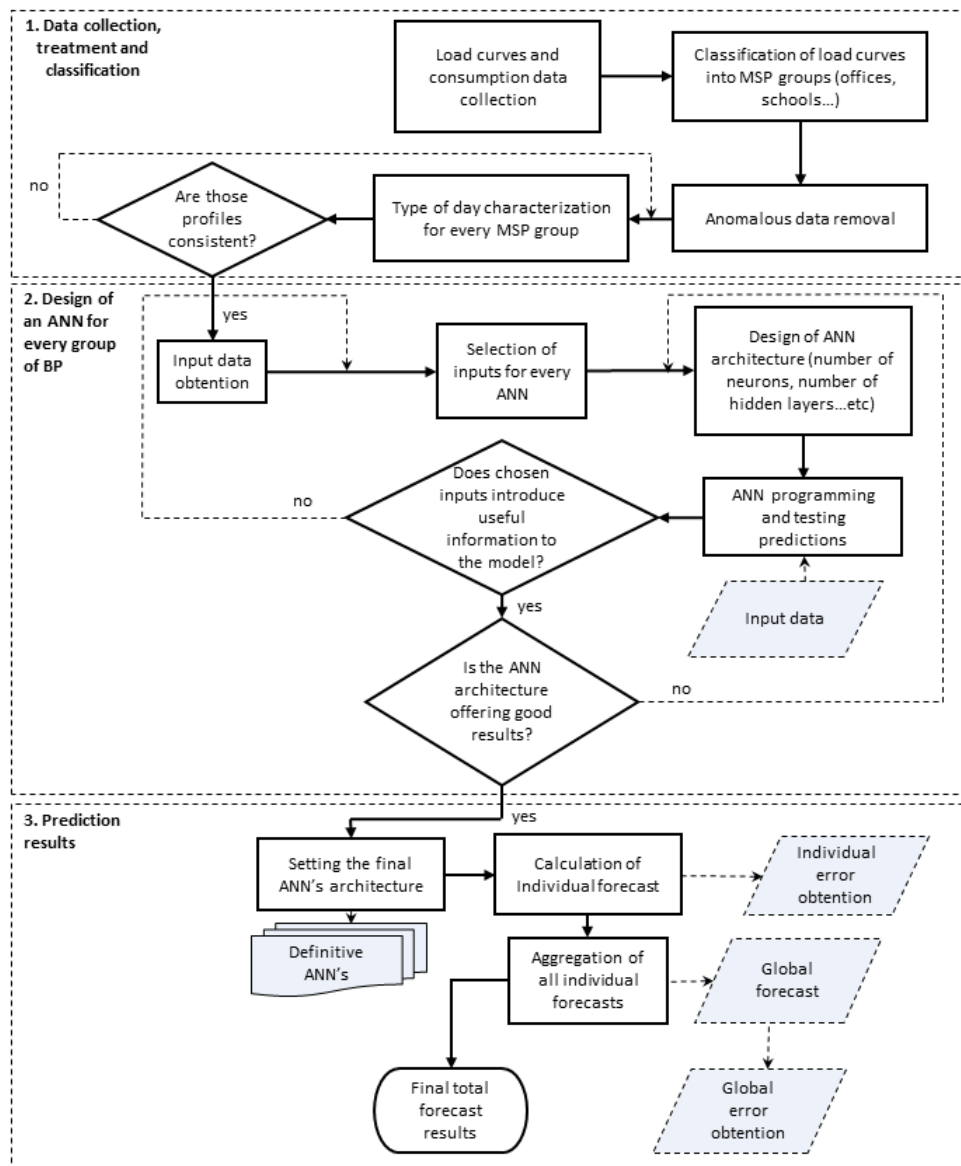 1. Data collection,
treatment and
classification
Load curves and
consumption data
collection
Classification of load curves
into MSP groups (offices,
schools...)
no
Are those
profiles
consistent?
Type of day characterization
for every MSP group
Anomalous data removal
2. Design of
an ANN for
every group
of BP
yes
Input data
obtention
Selection of
inputs for every
ANN
Design of ANN
architecture (number of
neurons, number of
hidden layers...etc)
no
Does chosen
inputs introduce
useful
information to
the model?
ANN programming
and testing
predictions
yes
Input data
Is the ANN
architecture
offering good
results?
no
3. Prediction
results
yes
Setting the final
ANN's architecture
Calculation of
Individual forecast
Individual
error
obtention
Definitive
ANN's
Aggregation of
all individual
forecasts
Global
forecast
Final total
forecast
results
Global
error
obtention